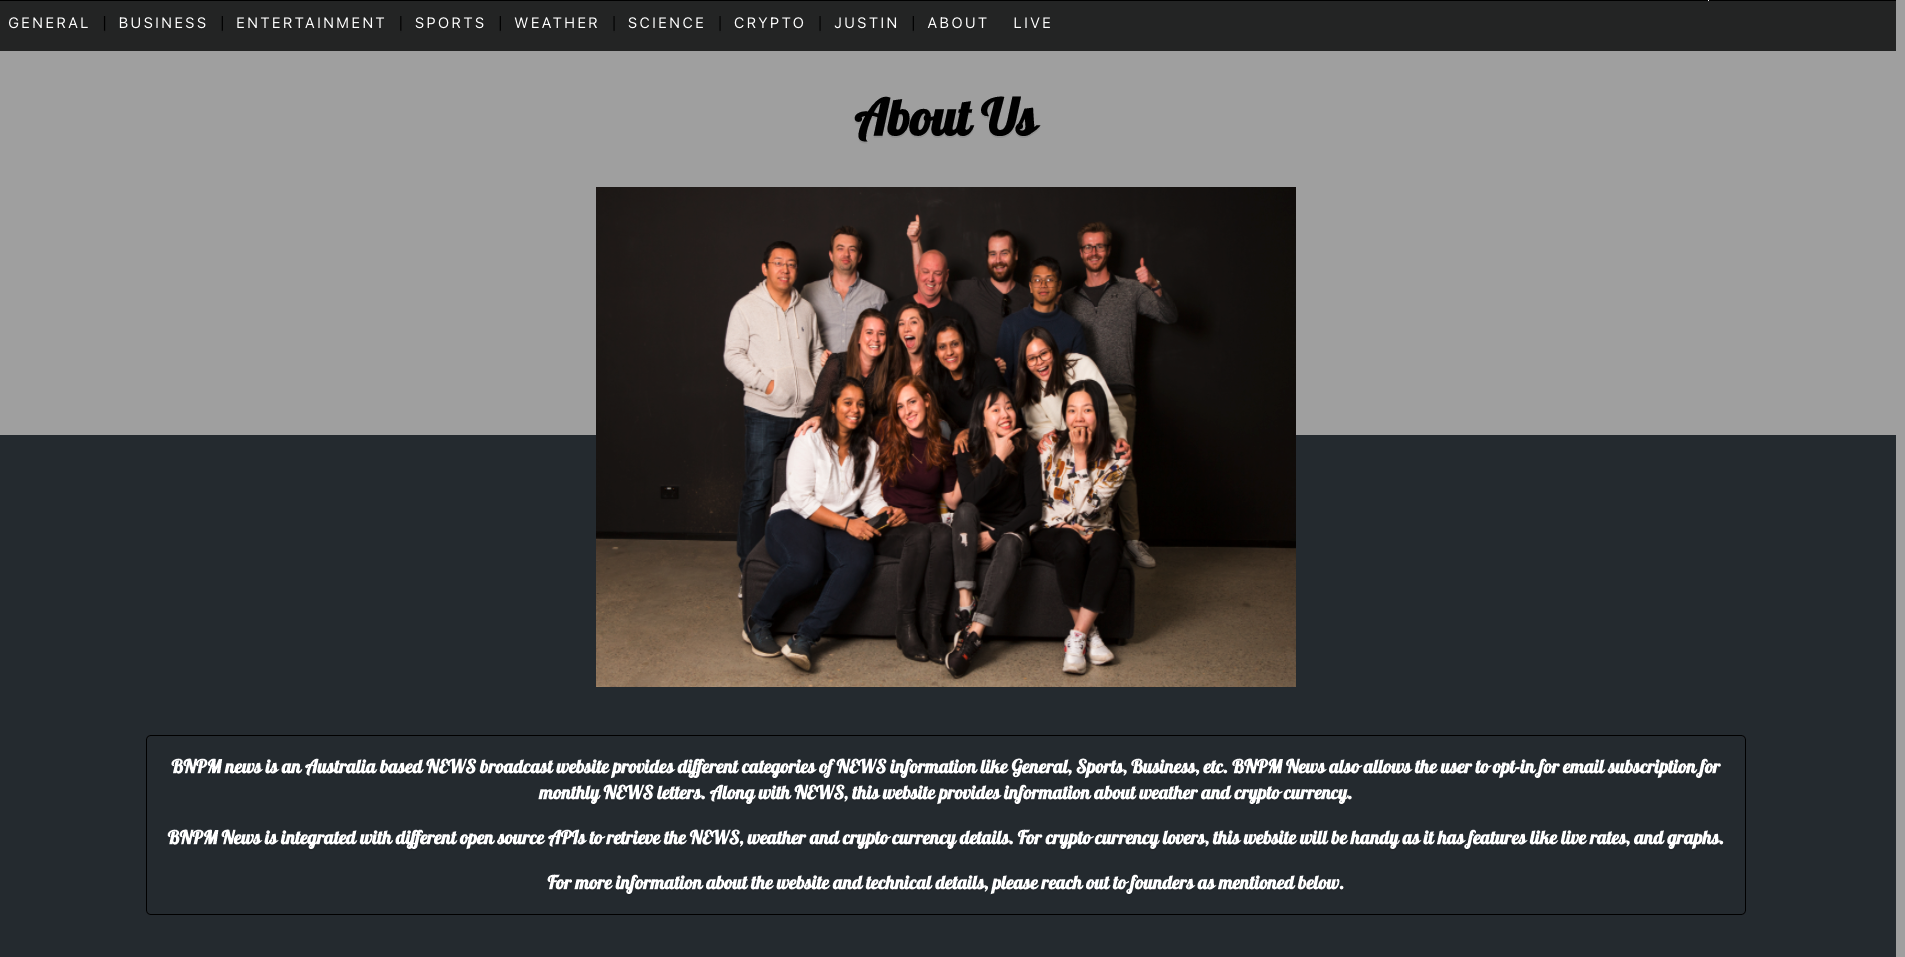 GENERAL | BUSINESS | ENTERTAINMENT | SPORTS | WEATHER | SCIENCE | CRYPTO | JUSTIN | ABOUT LIVE
About Us
BNPM news is an Australia based NEWS broadcast website provides different categories of NEWS information like General, Sports, Business, etc. BNPM News also allows the user to opt-in for email subscription for
monthly NEWS letters. Along with NEWS, this website provides information about weather and crypto currency.
BNPM News is integrated with different open source APIs to retrieve the NEWS, weather and crypto currency details. For crypto currency lovers, this website will be handy as it has features like live rates, and graphs.
For more information about the website and technical details, please reach out to founders as mentioned below.